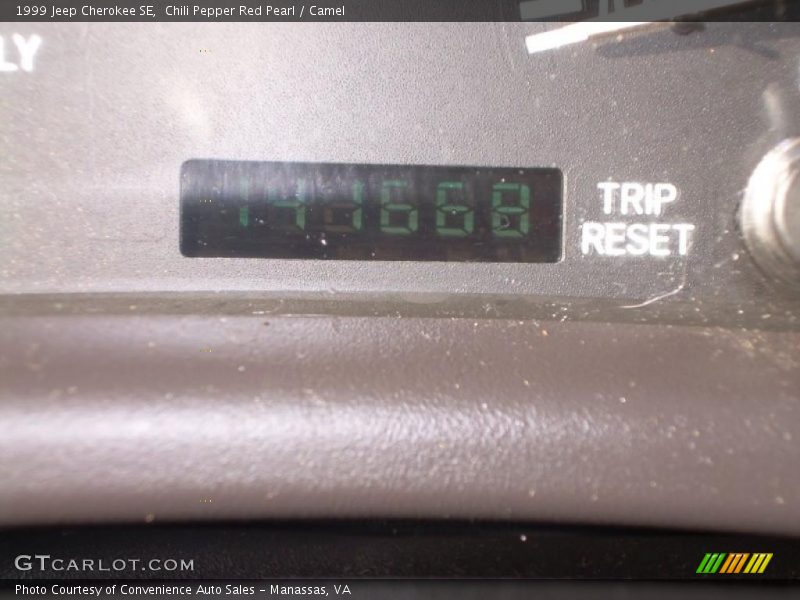 1999 Jeep Cherokee SE,  Chili Pepper Red Pearl / Camel
LY
TRIP
RESET
GTCARLOT.COM
Photo Courtesy of Convenience Auto Sales – Manassas, VA